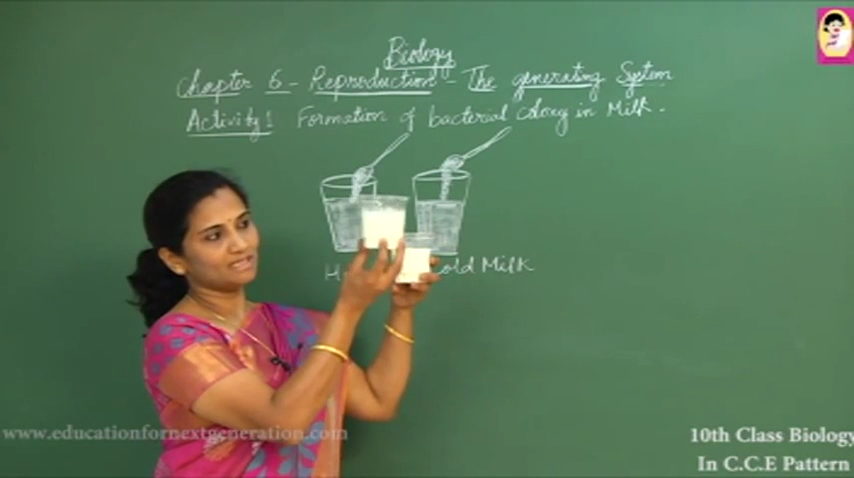 Biology
Chapter 6 - Reproduction - The generating System
Activity 1 Formation of bacterial colony in Milk.
Cold Milk
www.educationfornextgeneration.com/
10th Class Biology
In C.C.E Pattern